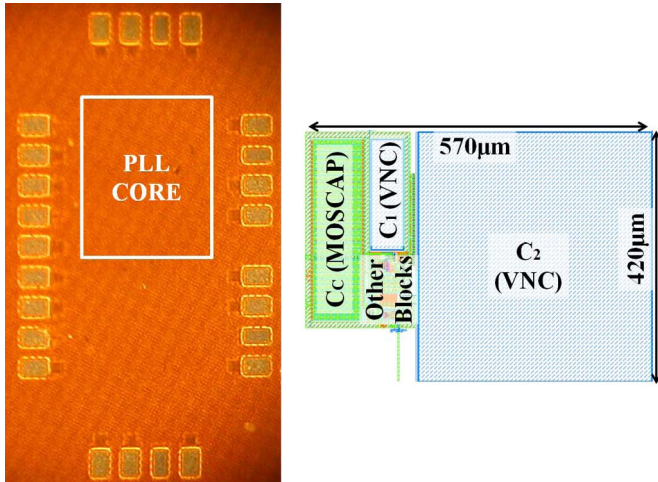 PLL
CORE
570μm
420μm
Cc (MOSCAP)
C1 (VNC)
Other
Blocks
C2
(VNC)